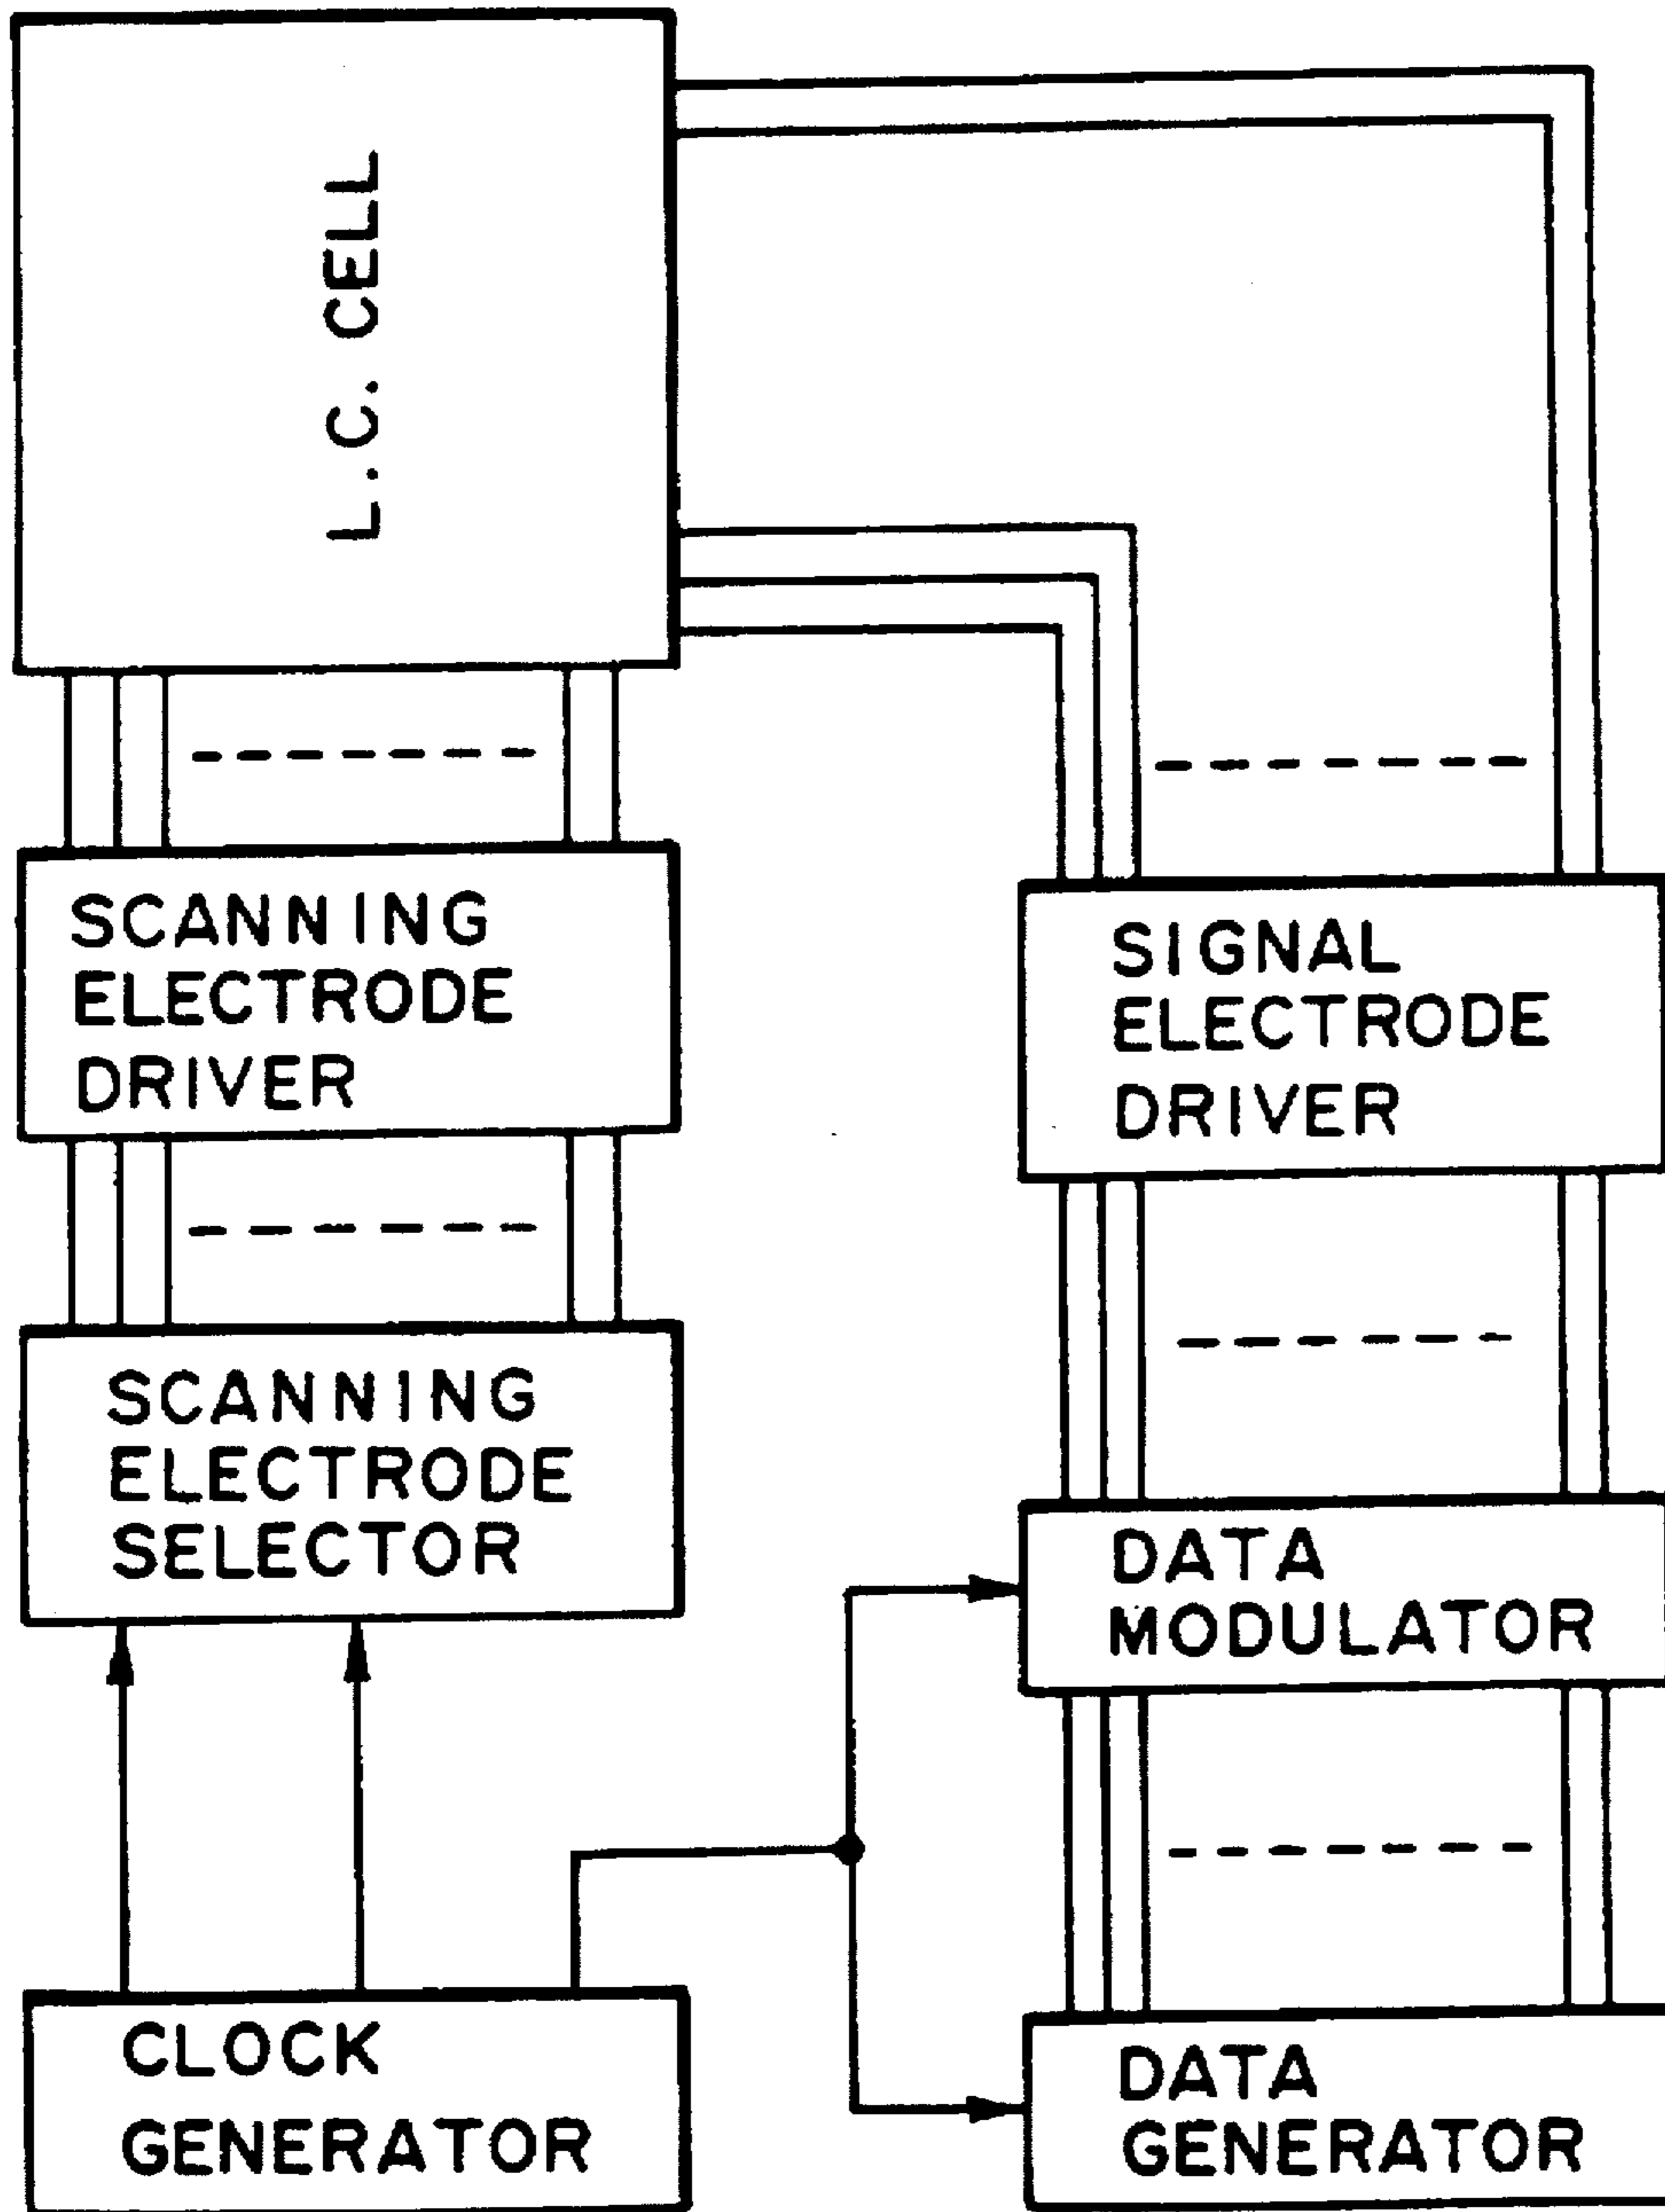 L.C. CELL
SCANNING
ELECTRODE
DRIVER
SIGNAL
ELECTRODE
DRIVER
SCANNING
ELECTRODE
SELECTOR
DATA
MODULATOR
CLOCK
GENERATOR
DATA
GENERATOR